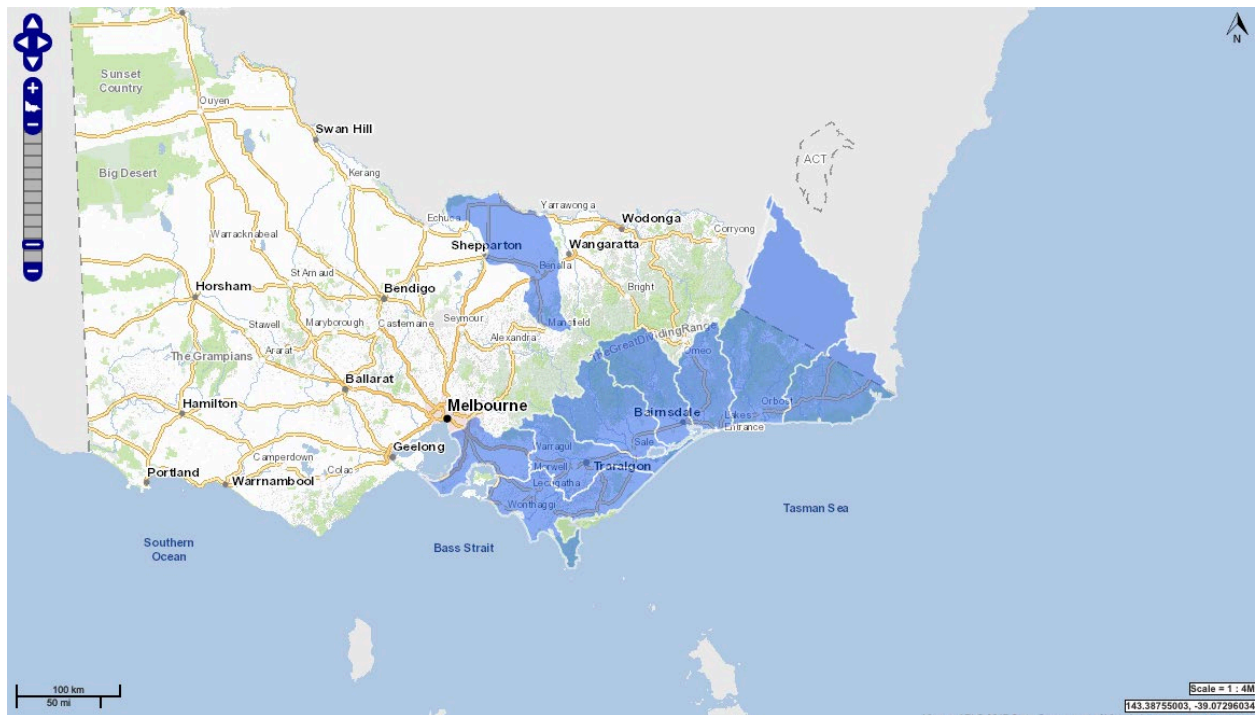 N
Sunset
Country
Ouyen
Swan Hill
ACT
Big Desert
Kerang
Yarrawonga
Echuca
Wodonga
Corryong
Warracknabeal
Shepparton
Wangaratta
Benalla
St Arnaud
Horsham
Bendigo
Bright
Stawell
Maryborough
Castlemaine
Seymour
Mansfield
Alexandra
The Great Dividing Range
Omeo
The Grampians
Ararat
Ballarat
Orbost
Melbourne
Hamilton
Bairnsdale
Lakes
Entrance
Geelong
Warragul
Sale
Camperdown
Colac
Morwell
Traralgon
Portland
Warrnambool
Leongatha
Wonthaggi
Tasman Sea
Southern
Ocean
Bass Strait
100 km
50 mi
Scale = 1 : 4M
143.38755003, -39.07296034